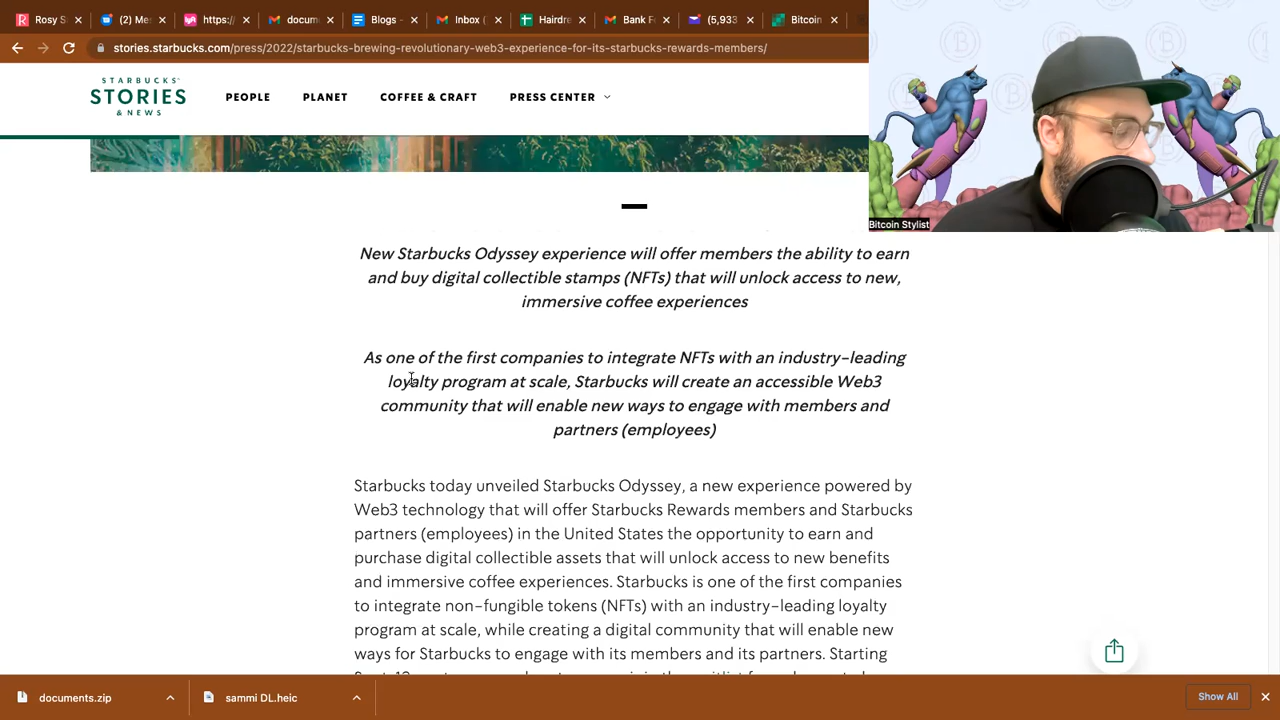 Rosy S
(2) Me
https:/
docum
Blogs -
Inbox (
Hairdre
Bank F
(5,933
Bitcoin
stories.starbucks.com/press/2022/starbucks-brewing-revolutionary-web3-experience-for-its-starbucks-rewards-members/
STARBUCKS
STORIES
& NEWS
PEOPLE
PLANET
COFFEE & CRAFT
PRESS CENTER
Bitcoin Stylist
New Starbucks Odyssey experience will offer members the ability to earn
and buy digital collectible stamps (NFTs) that will unlock access to new,
immersive coffee experiences
As one of the first companies to integrate NFTs with an industry-leading
loyalty program at scale, Starbucks will create an accessible Web3
community that will enable new ways to engage with members and
partners (employees)
Starbucks today unveiled Starbucks Odyssey, a new experience powered by
Web3 technology that will offer Starbucks Rewards members and Starbucks
partners (employees) in the United States the opportunity to earn and
purchase digital collectible assets that will unlock access to new benefits
and immersive coffee experiences. Starbucks is one of the first companies
to integrate non-fungible tokens (NFTs) with an industry-leading loyalty
program at scale, while creating a digital community that will enable new
ways for Starbucks to engage with its members and its partners. Starting
documents.zip
sammi DL.heic
Show All